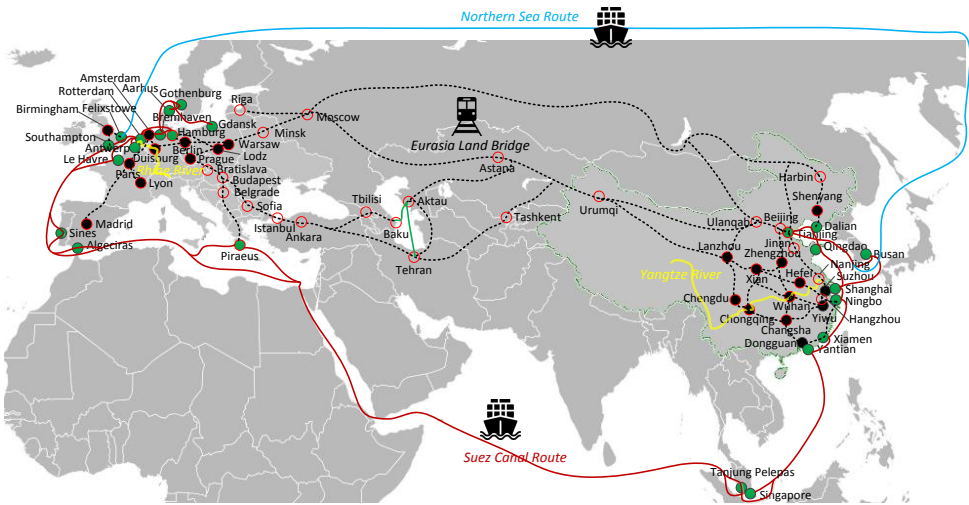 Northern Sea Route
Amsterdam
Aarhus
Gothenburg
Rotterdam
Riga
Birmingham
Felixstowe
Bremhaven
Gdansk
Moscow
Southampton
Hamburg
Minsk
Antwerp
Berlin
Warsaw
Eurasia Land Bridge
Le Havre
Duisburg
Prague
Lodz
Paris
Rhine River
Bratislava
Astana
Harbin
Lyon
Budapest
Belgrade
Aktau
Shenyang
Madrid
Sofia
Tbilisi
Tashkent
Urumqi
Ulanqab
Beijing
Dalian
Sines
Istanbul
Ankara
Baku
Tianjing
Algeciras
Lanzhou
Jinan
Qingdao
Busan
Piraeus
Tehran
Zhengzhou
Nanjing
Yangtze River
Xian
Hefei
Suzhou
Shanghai
Chengdu
Wuhan
Ningbo
Chongqing
Yiwu
Hangzhou
Changsha
Dongguan
Xiamen
Yantian
Suez Canal Route
Tanjung Pelepas
Singapore